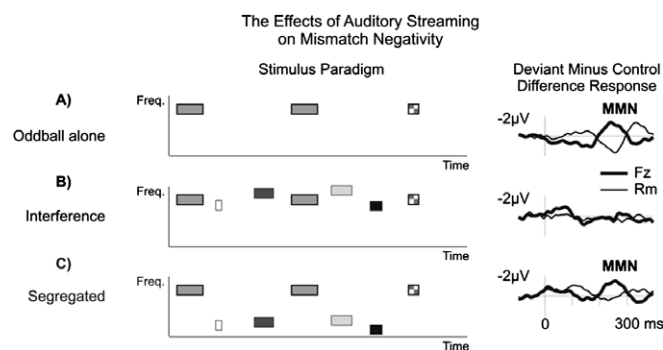 The Effects of Auditory Streaming
on Mismatch Negativity
Stimulus Paradigm
Deviant Minus Control
Difference Response
A)
Oddball alone
Freq.
Time
-2µV
MMN
Fz
Rm
B)
Interference
Freq.
Time
-2µV
C)
Segregated
Freq.
Time
-2µV
MMN
0
300 ms